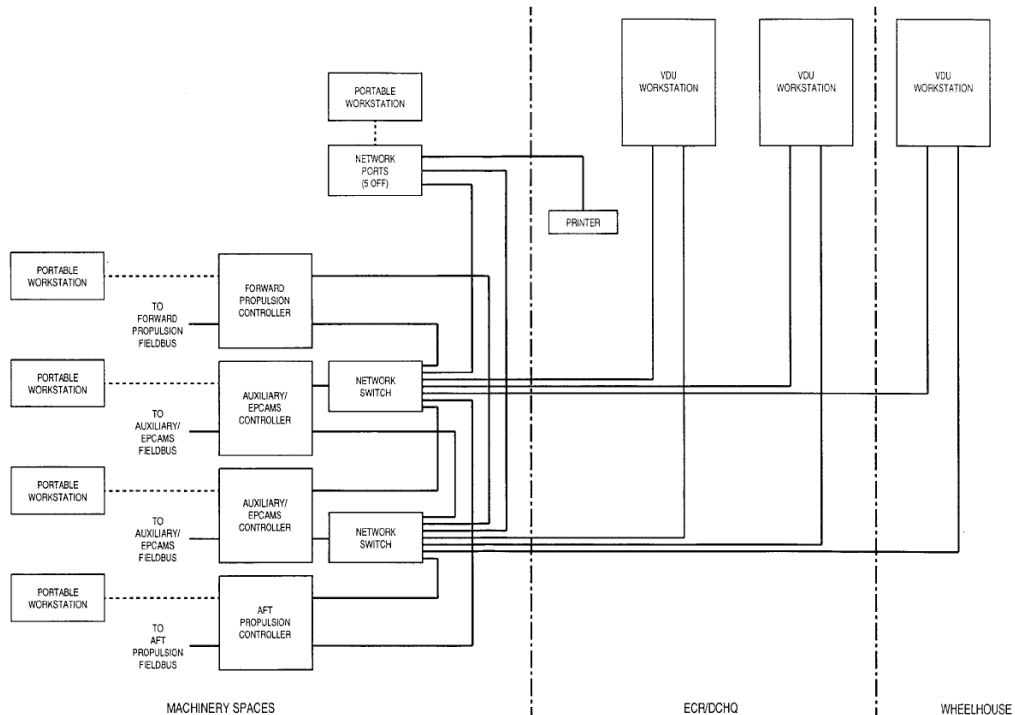 VDU
WORKSTATION
VDU
WORKSTATION
VDU
WORKSTATION
PORTABLE
WORKSTATION
NETWORK
PORTS
(5 OFF)
PRINTER
PORTABLE
WORKSTATION
FORWARD
PROPULSION
CONTROLLER
TO
FORWARD
PROPULSION
FIELDBUS
PORTABLE
WORKSTATION
AUXILIARY/
EPCAMS
CONTROLLER
NETWORK
SWITCH
TO
AUXILIARY/
EPCAMS
FIELDBUS
PORTABLE
WORKSTATION
AUXILIARY/
EPCAMS
CONTROLLER
NETWORK
SWITCH
TO
AUXILIARY/
EPCAMS
FIELDBUS
PORTABLE
WORKSTATION
AFT
PROPULSION
CONTROLLER
TO
AFT
PROPULSION
FIELDBUS
MACHINERY SPACES
ECR/DCHQ
WHEELHOUSE